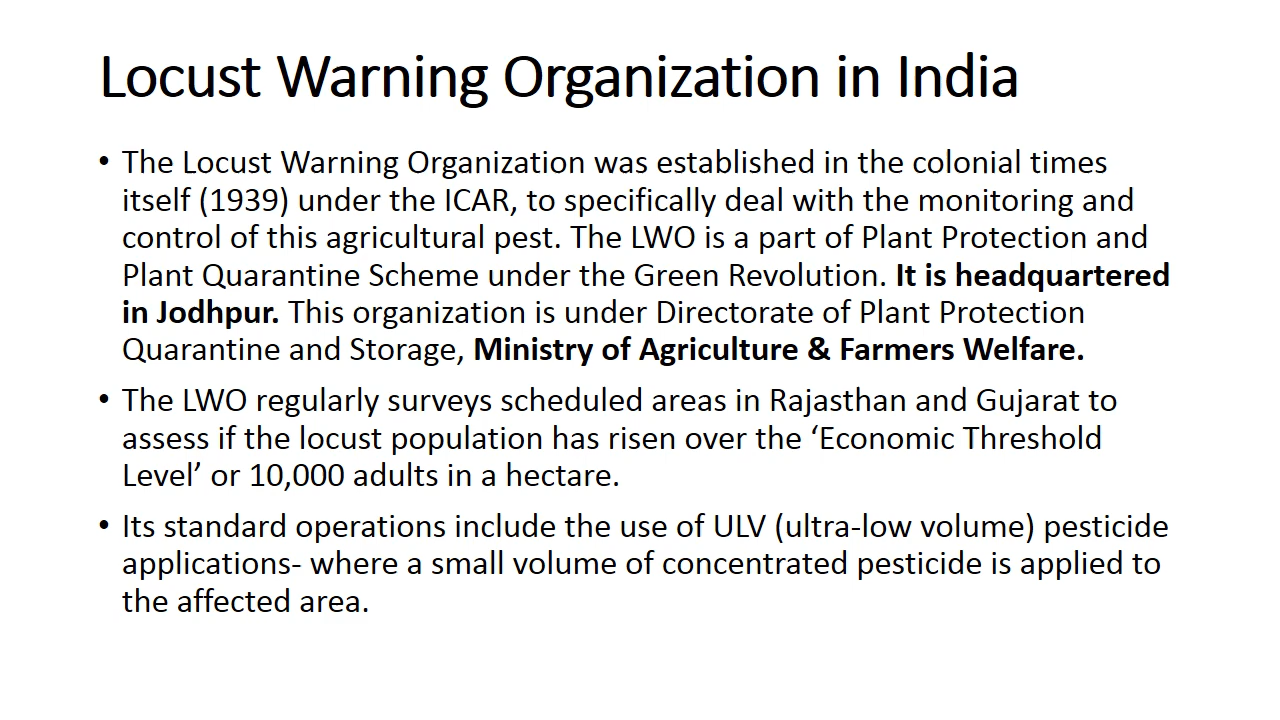 Locust Warning Organization in India
• The Locust Warning Organization was established in the colonial times
itself (1939) under the ICAR, to specifically deal with the monitoring and
control of this agricultural pest. The LWO is a part of Plant Protection and
Plant Quarantine Scheme under the Green Revolution. It is headquartered
in Jodhpur. This organization is under Directorate of Plant Protection
Quarantine and Storage, Ministry of Agriculture & Farmers Welfare.
• The LWO regularly surveys scheduled areas in Rajasthan and Gujarat to
assess if the locust population has risen over the ‘Economic Threshold
Level’ or 10,000 adults in a hectare.
• Its standard operations include the use of ULV (ultra-low volume) pesticide
applications- where a small volume of concentrated pesticide is applied to
the affected area.